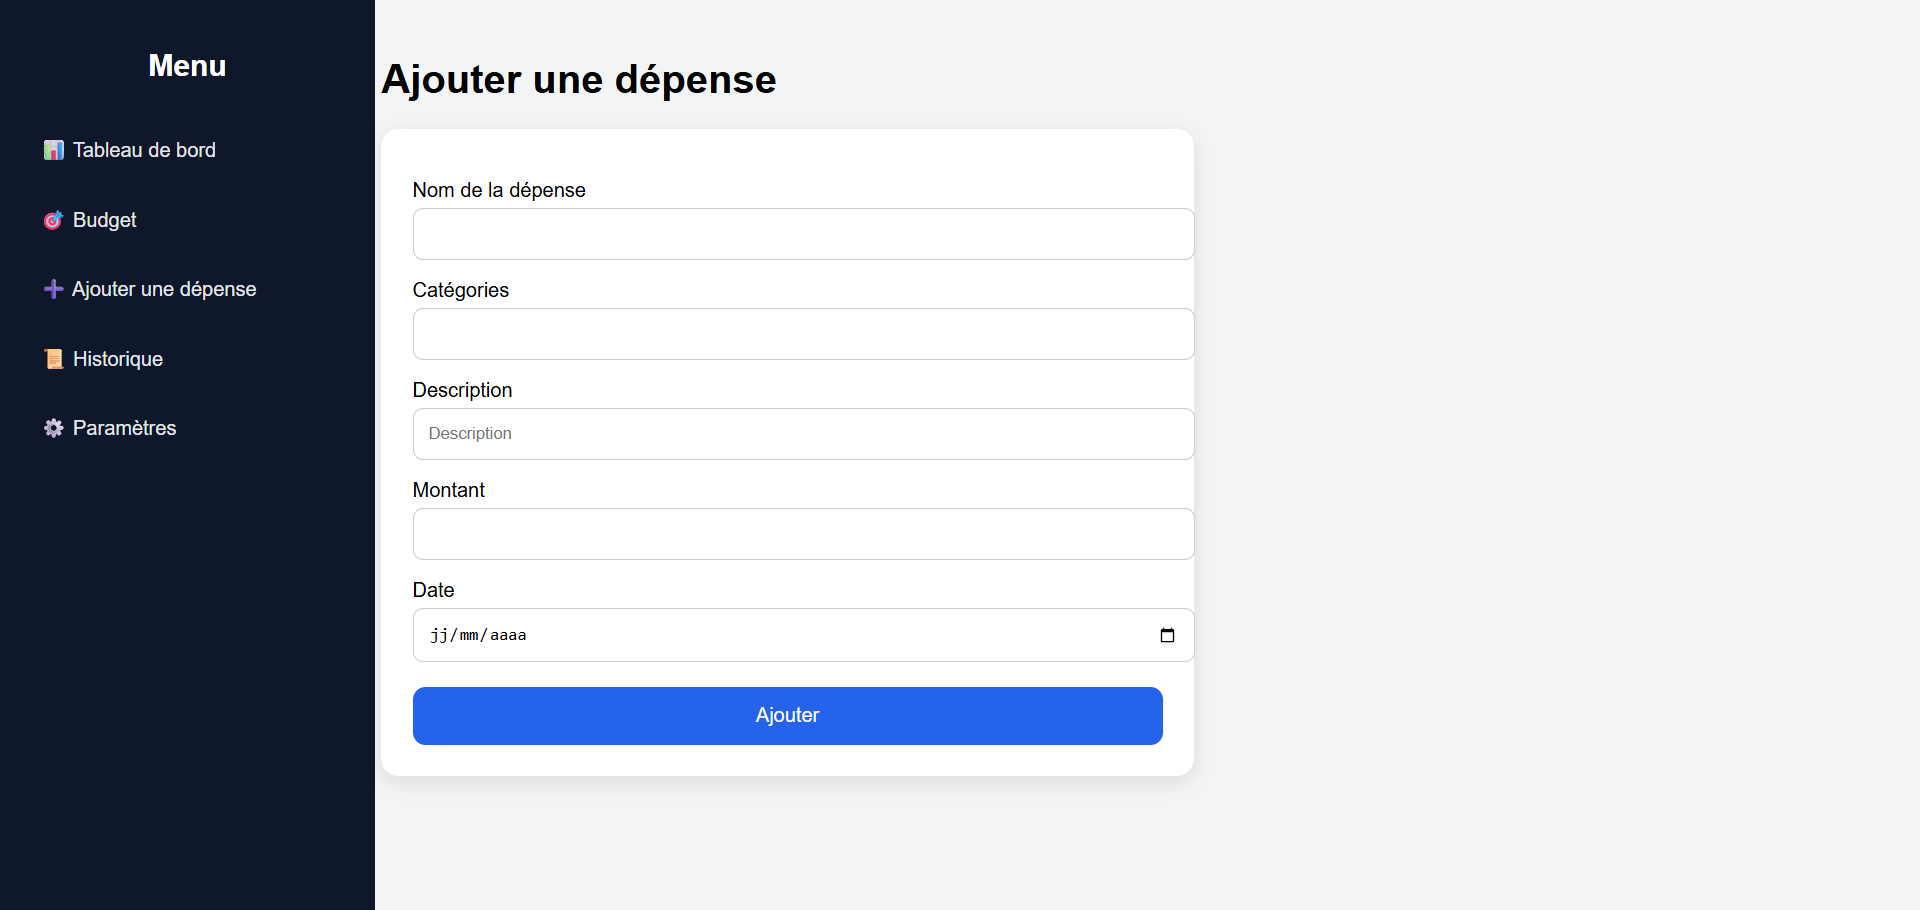 Menu
Tableau de bord
Budget
Ajouter une dépense
Historique
Paramètres
Ajouter une dépense
Nom de la dépense
Catégories
Description
Description
Montant
Date
jj/mm/aaaa
Ajouter